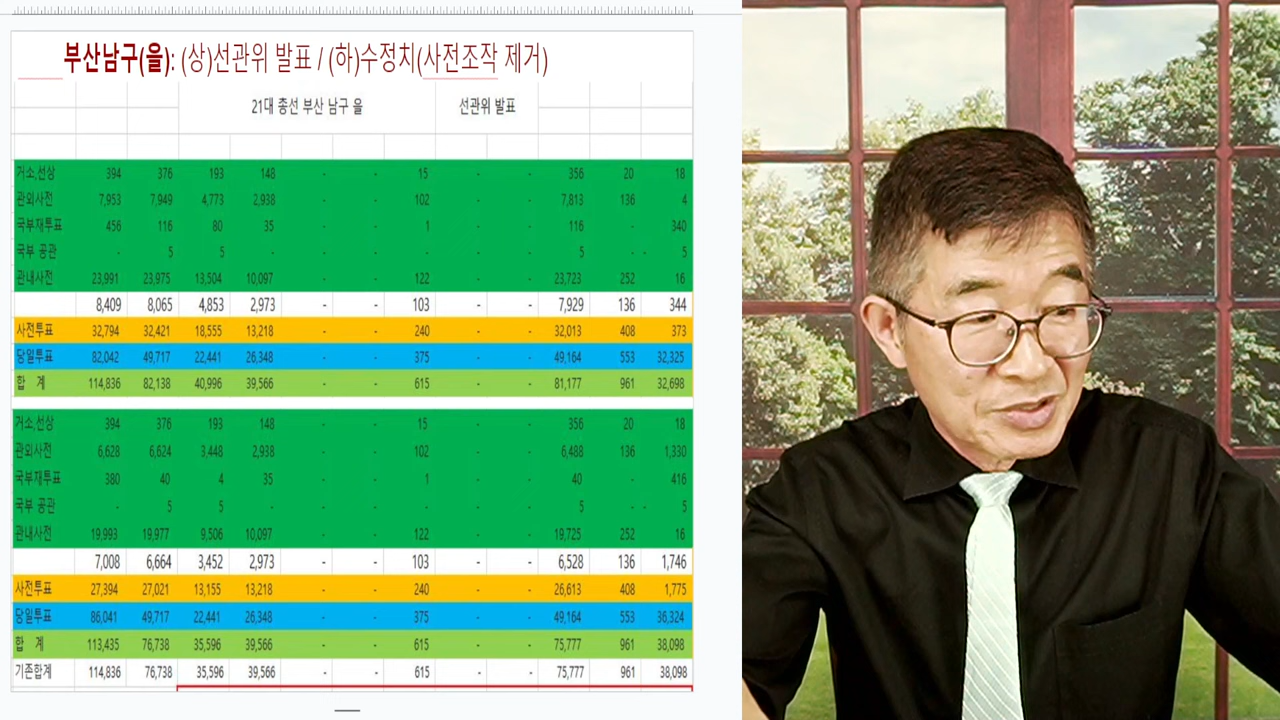 부산남구(을): (상)선관위 발표 / (하)수정치(사전조작 제거)
21대 총선 부산 남구 을 선관위 발표
거소,선상 394 376 193 148 - - 15 - - 356 20 18
관외사전 7,953 7,949 4,773 2,938 - - 102 - - 7,813 136 4
국부재투표 456 116 80 35 - - 1 - - 116 - 340
국부 공관 - 5 5 - - - - - 5 - - 5
관내사전 23,991 23,975 13,504 10,097 - - 122 - - 23,723 252 16
8,409 8,065 4,853 2,973 - - 103 - - 7,929 136 344
사전투표 32,794 32,421 18,555 13,218 - - 240 - - 32,013 408 373
당일투표 82,042 49,717 22,441 26,348 - - 375 - - 49,164 553 32,325
합 계 114,836 82,138 40,996 39,566 - - 615 - - 81,177 961 32,698
거소,선상 394 376 193 148 - - 15 - - 356 20 18
관외사전 6,628 6,624 3,448 2,938 - - 102 - - 6,488 136 1,330
국부재투표 380 40 4 35 - - 1 - - 40 - 416
국부 공관 - 5 5 - - - - - 5 - - 5
관내사전 19,993 19,977 9,506 10,097 - - 122 - - 19,725 252 16
7,008 6,664 3,452 2,973 - - 103 - - 6,528 136 1,746
사전투표 27,394 27,021 13,155 13,218 - - 240 - - 26,613 408 1,775
당일투표 86,041 49,717 22,441 26,348 - - 375 - - 49,164 553 36,324
합 계 113,435 76,738 35,596 39,566 - - 615 - - 75,777 961 38,098
기존합계 114,836 76,738 35,596 39,566 - - 615 - - 75,777 961 38,098